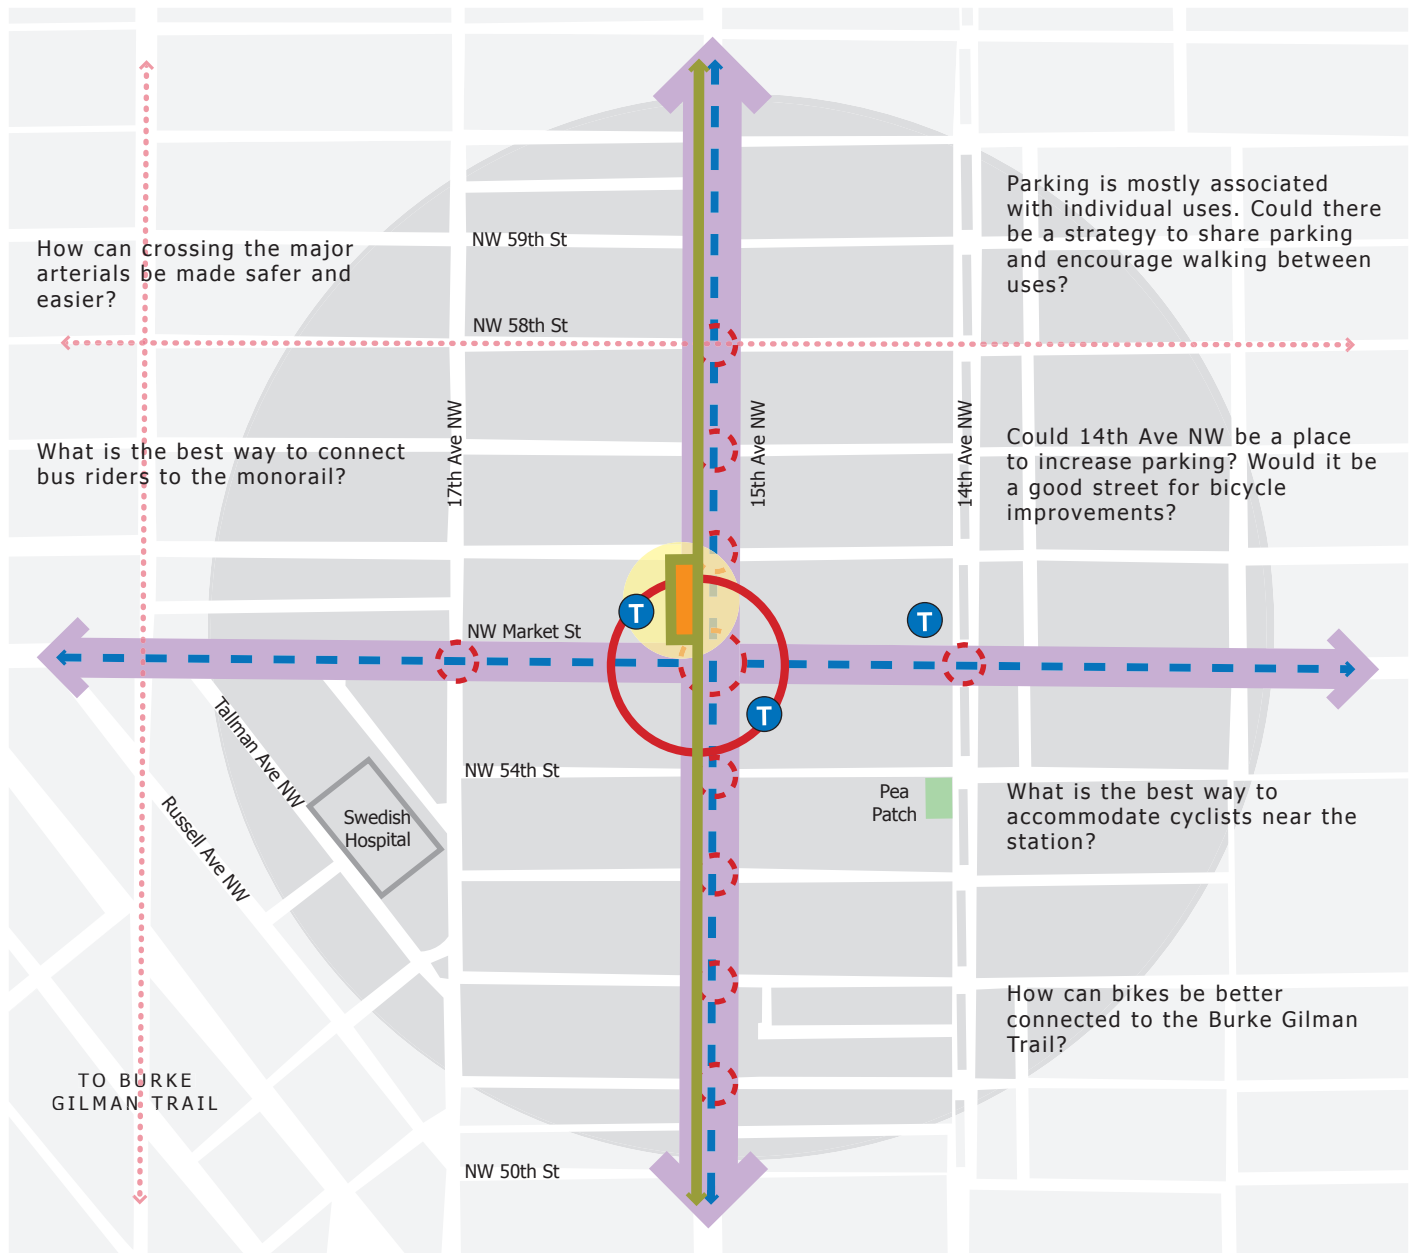 Parking is mostly associated
with individual uses. Could there
be a strategy to share parking
and encourage walking between
uses?
How can crossing the major
arterials be made safer and
easier?
NW 59th St
NW 58th St
What is the best way to connect
bus riders to the monorail?
17th Ave NW
15th Ave NW
14th Ave NW
Could 14th Ave NW be a place
to increase parking? Would it be
a good street for bicycle
improvements?
T
T
NW Market St
T
Tallman Ave NW
Russell Ave NW
NW 54th St
Swedish
Hospital
Pea
Patch
What is the best way to
accommodate cyclists near the
station?
How can bikes be better
connected to the Burke Gilman
Trail?
TO BURKE
GILMAN TRAIL
NW 50th St